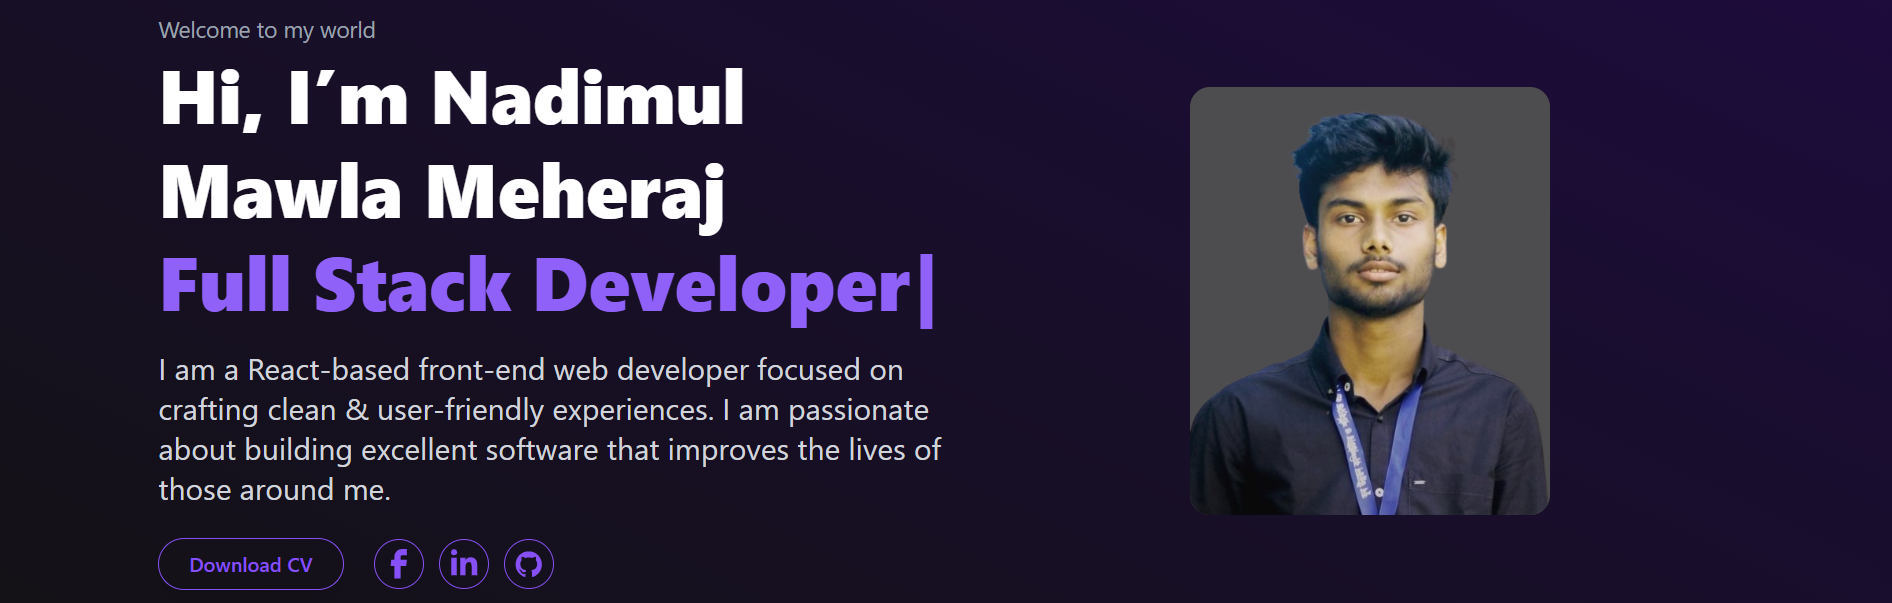 Welcome to my world
Hi, I´m Nadimul
Mawla Meheraj
Full Stack Developer|
I am a React-based front-end web developer focused on
crafting clean & user-friendly experiences. I am passionate
about building excellent software that improves the lives of
those around me.
Download CV